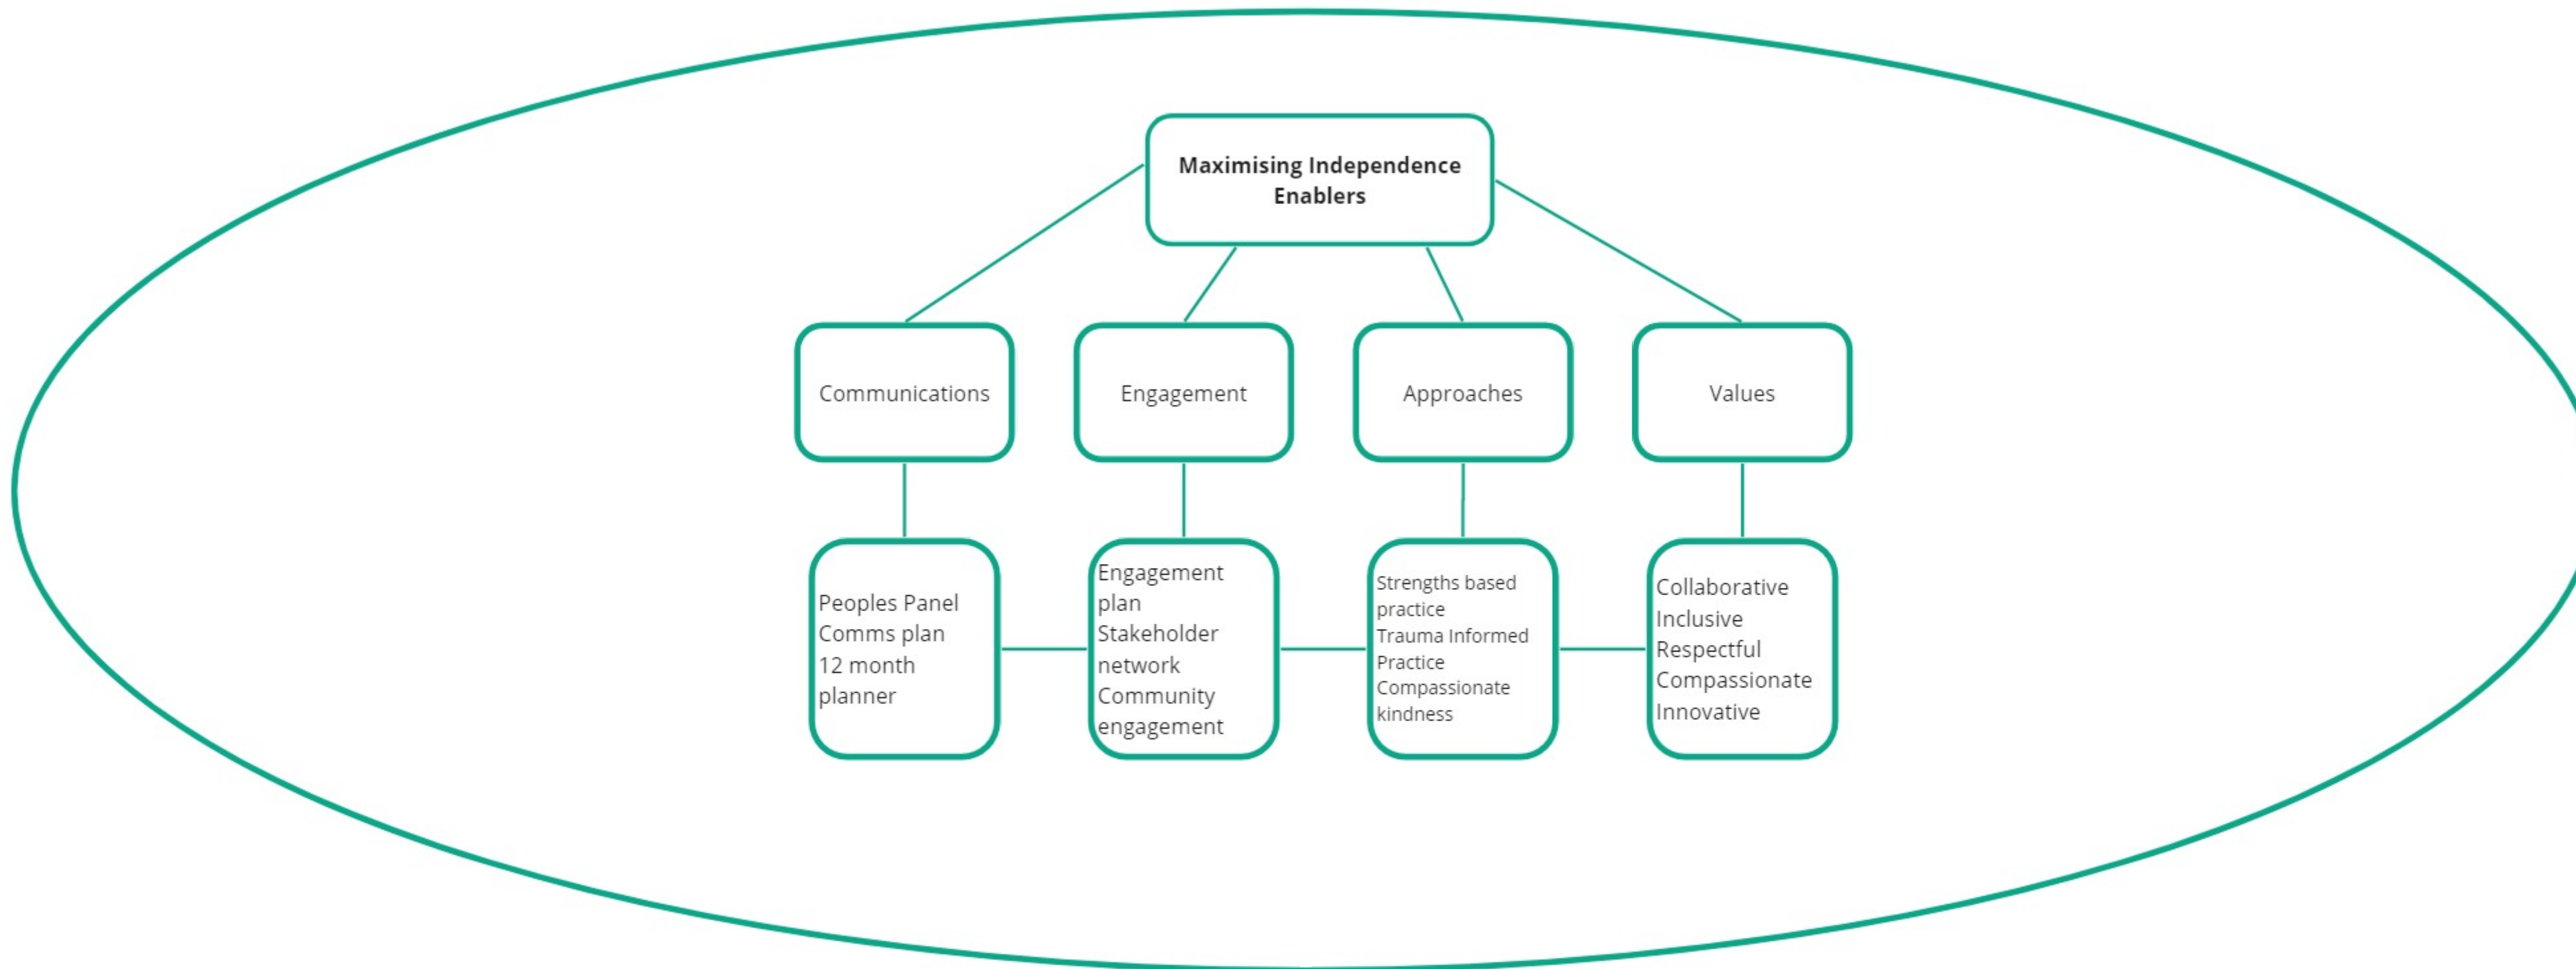 Maximising Independence
Enablers
Communications
Engagement
Approaches
Values
Peoples Panel
Comms plan
12 month
planner
Engagement
plan
Stakeholder
network
Community
engagement
Strengths based
practice
Trauma Informed
Practice
Compassionate
kindness
Collaborative
Inclusive
Respectful
Compassionate
Innovative